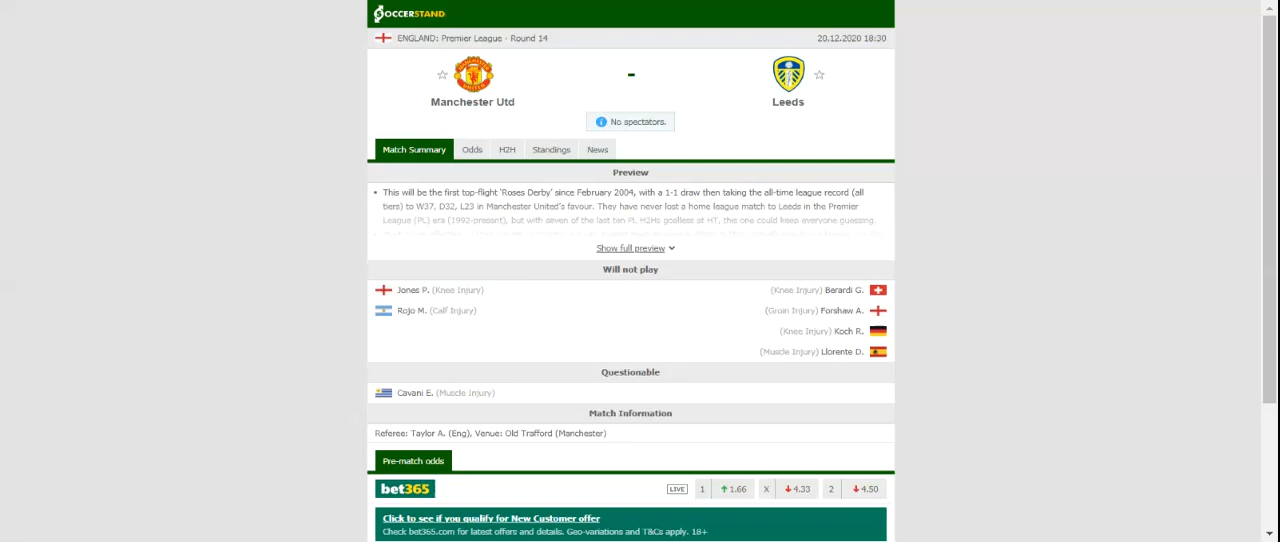 SOCCERSTAND
ENGLAND: Premier League - Round 14 20.12.2020 18:30
-
Manchester Utd Leeds
No spectators.
Match Summary Odds H2H Standings News
Preview
• This will be the first top-flight 'Roses Derby' since February 2004, with a 1-1 draw then taking the all-time league record (all
tiers) to W37, D32, L23 in Manchester United's favour. They have never lost a home league match to Leeds in the Premier
League (PL) era (1992-present), but with seven of the last ten PL H2Hs goalless at HT, this one could keep everyone guessing.
Show full preview
Will not play
Jones P. (Knee Injury) (Knee Injury) Berardi G.
Rojo M. (Calf Injury) (Groin Injury) Forshaw A.
(Knee Injury) Koch R.
(Muscle Injury) Llorente D.
Questionable
Cavani E. (Muscle Injury)
Match Information
Referee: Taylor A. (Eng), Venue: Old Trafford (Manchester)
Pre-match odds
bet365 LIVE 1 1.66 X 4.33 2 4.50
Click to see if you qualify for New Customer offer
Check bet365.com for latest offers and details. Geo-variations and T&Cs apply. 18+